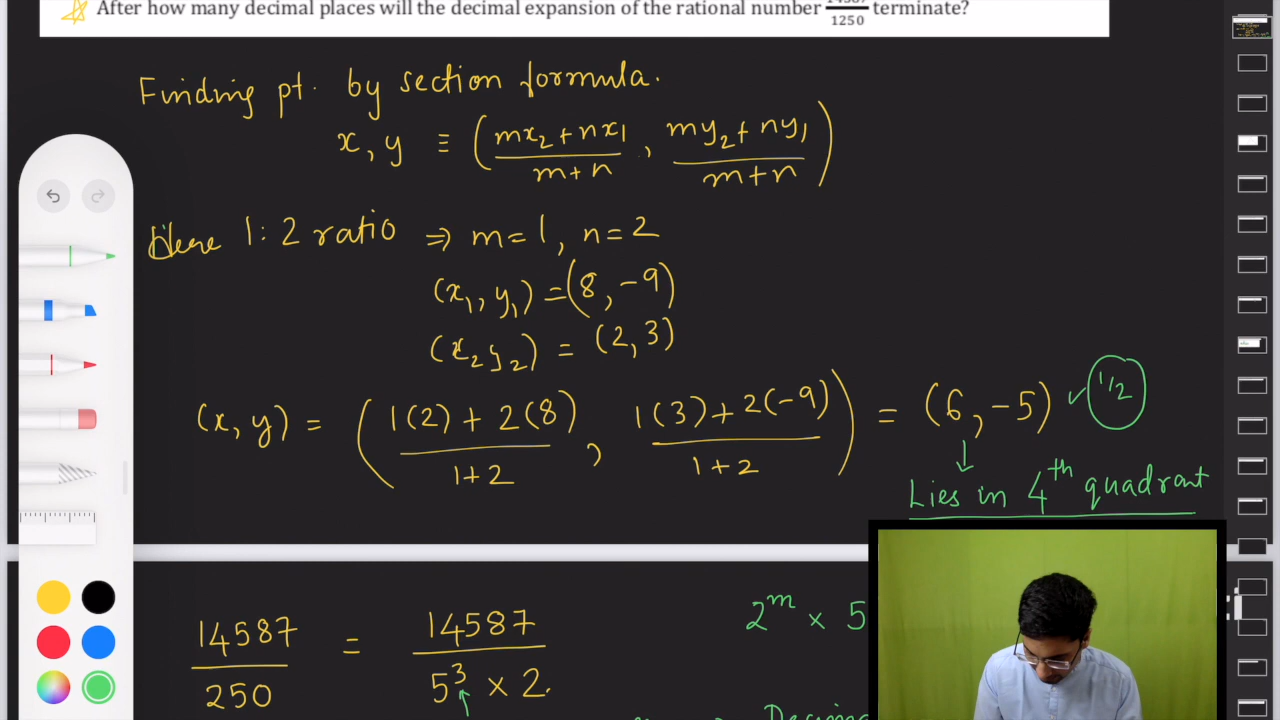 After how many decimal places will the decimal expansion of the rational number 14587/1250 terminate?
Finding pt. by section formula.
x, y ≡ ( (mx₂ + nx₁)/(m+n) , (my₂ + ny₁)/(m+n) )
Here 1:2 ratio ⇒ m=1, n=2
(x₁, y₁) = (8, -9)
(x₂ y₂) = (2, 3)
(x, y) = ( (1(2) + 2(8))/(1+2) , (1(3) + 2(-9))/(1+2) ) = (6, -5) ✓ 1/2
↓
Lies in 4th quadrant
14587/250 = 14587/(5³ × 2) 2ᵐ × 5
↑